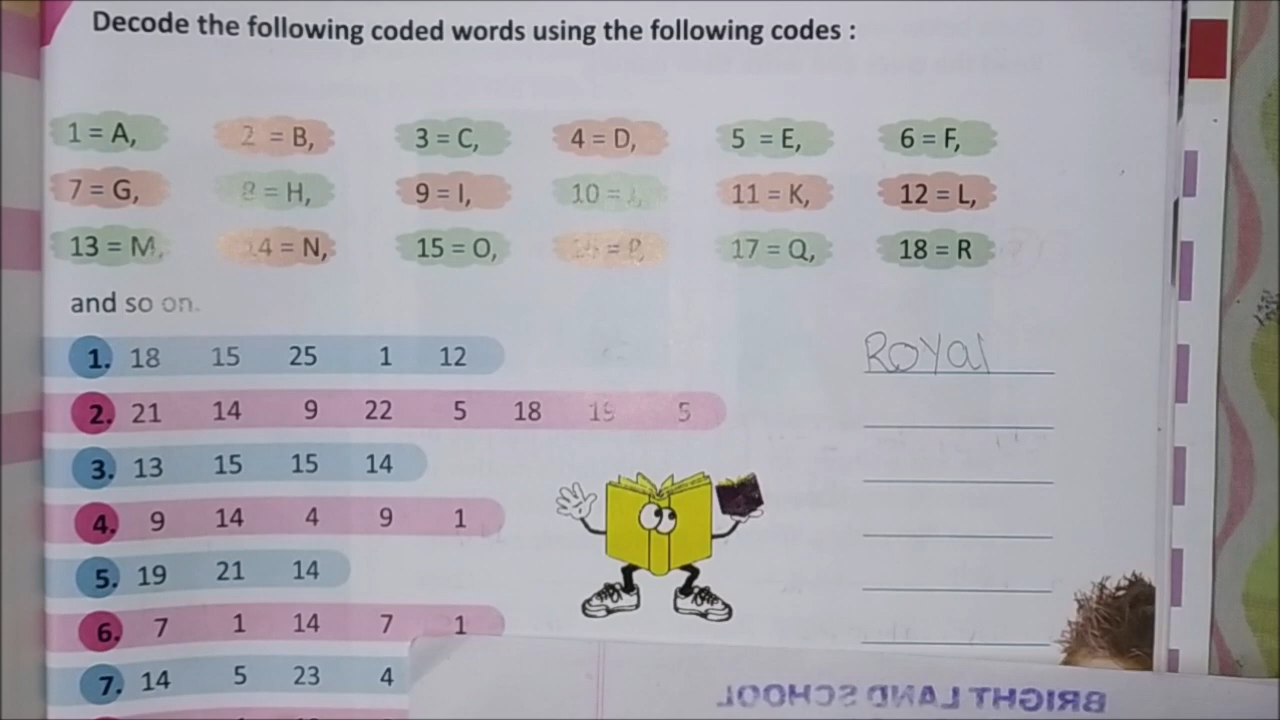 Decode the following coded words using the following codes :
1 = A, 2 = B, 3 = C, 4 = D, 5 = E, 6 = F,
7 = G, 8 = H, 9 = I, 10 = J, 11 = K, 12 = L,
13 = M, 14 = N, 15 = O, 16 = P, 17 = Q, 18 = R
and so on.
1. 18 15 25 1 12 ROYal
2. 21 14 9 22 5 18 19 5
3. 13 15 15 14
4. 9 14 4 9 1
5. 19 21 14
6. 7 1 14 7 1
7. 14 5 23 4
BRIGHT LAND SCHOOL